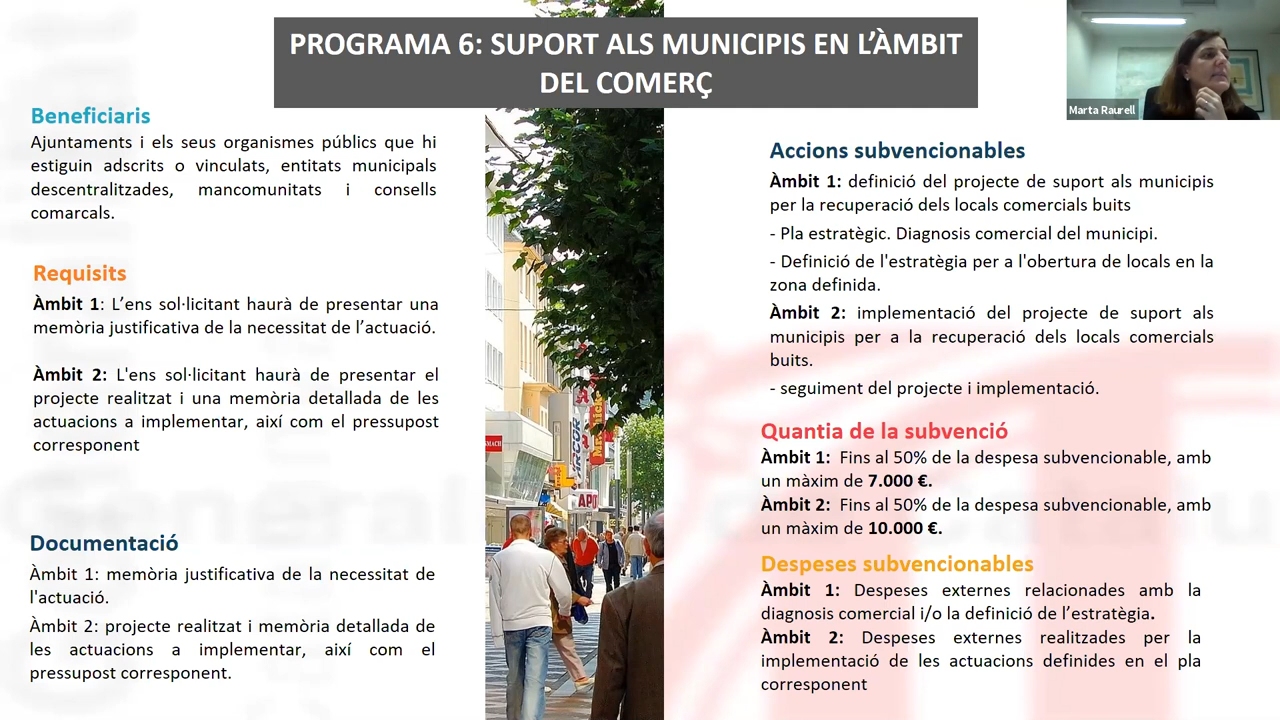 PROGRAMA 6: SUPORT ALS MUNICIPIS EN L’ÀMBIT
DEL COMERÇ
Marta Raurell
Beneficiaris
Ajuntaments i els seus organismes públics que hi
estiguin adscrits o vinculats, entitats municipals
descentralitzades, mancomunitats i consells
comarcals.
Requisits
Àmbit 1: L’ens sol·licitant haurà de presentar una
memòria justificativa de la necessitat de l’actuació.
Àmbit 2: L'ens sol·licitant haurà de presentar el
projecte realitzat i una memòria detallada de les
actuacions a implementar, així com el pressupost
corresponent
Documentació
Àmbit 1: memòria justificativa de la necessitat de
l'actuació.
Àmbit 2: projecte realitzat i memòria detallada de
les actuacions a implementar, així com el
pressupost corresponent.
Accions subvencionables
Àmbit 1: definició del projecte de suport als municipis
per la recuperació dels locals comercials buits
- Pla estratègic. Diagnosis comercial del municipi.
- Definició de l'estratègia per a l'obertura de locals en la
zona definida.
Àmbit 2: implementació del projecte de suport als
municipis per a la recuperació dels locals comercials
buits.
- seguiment del projecte i implementació.
Quantia de la subvenció
Àmbit 1: Fins al 50% de la despesa subvencionable, amb
un màxim de 7.000 €.
Àmbit 2: Fins al 50% de la despesa subvencionable, amb
un màxim de 10.000 €.
Despeses subvencionables
Àmbit 1: Despeses externes relacionades amb la
diagnosis comercial i/o la definició de l’estratègia.
Àmbit 2: Despeses externes realitzades per la
implementació de les actuacions definides en el pla
corresponent
APO